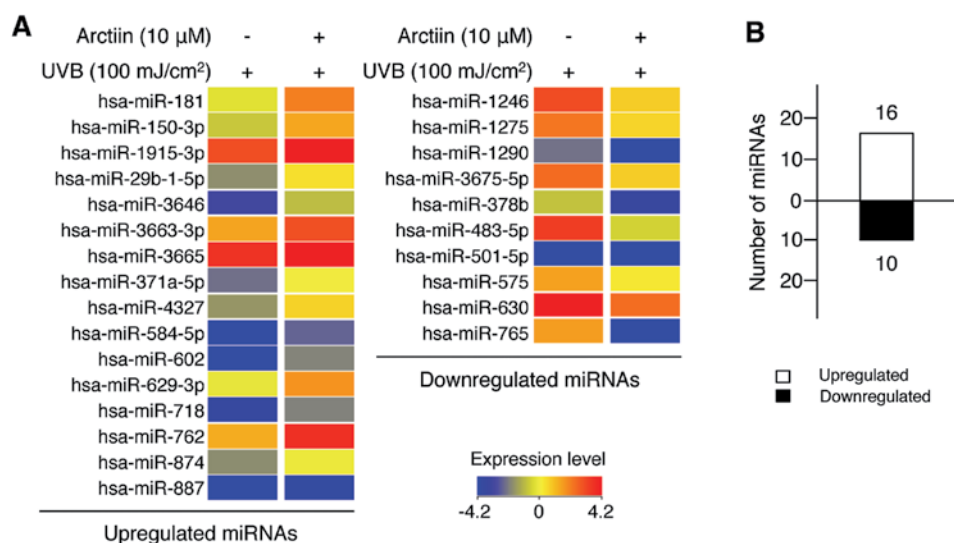 A
Arctiin (10 µM) - +
UVB (100 mJ/cm²) + +
hsa-miR-181
hsa-miR-150-3p
hsa-miR-1915-3p
hsa-miR-29b-1-5p
hsa-miR-3646
hsa-miR-3663-3p
hsa-miR-3665
hsa-miR-371a-5p
hsa-miR-4327
hsa-miR-584-5p
hsa-miR-602
hsa-miR-629-3p
hsa-miR-718
hsa-miR-762
hsa-miR-874
hsa-miR-887
Upregulated miRNAs
Arctiin (10 µM) - +
UVB (100 mJ/cm²) + +
hsa-miR-1246
hsa-miR-1275
hsa-miR-1290
hsa-miR-3675-5p
hsa-miR-378b
hsa-miR-483-5p
hsa-miR-501-5p
hsa-miR-575
hsa-miR-630
hsa-miR-765
Downregulated miRNAs
Expression level
-4.2 0 4.2
B
Number of miRNAs
20
10
0
10
20
16
10
Upregulated
Downregulated